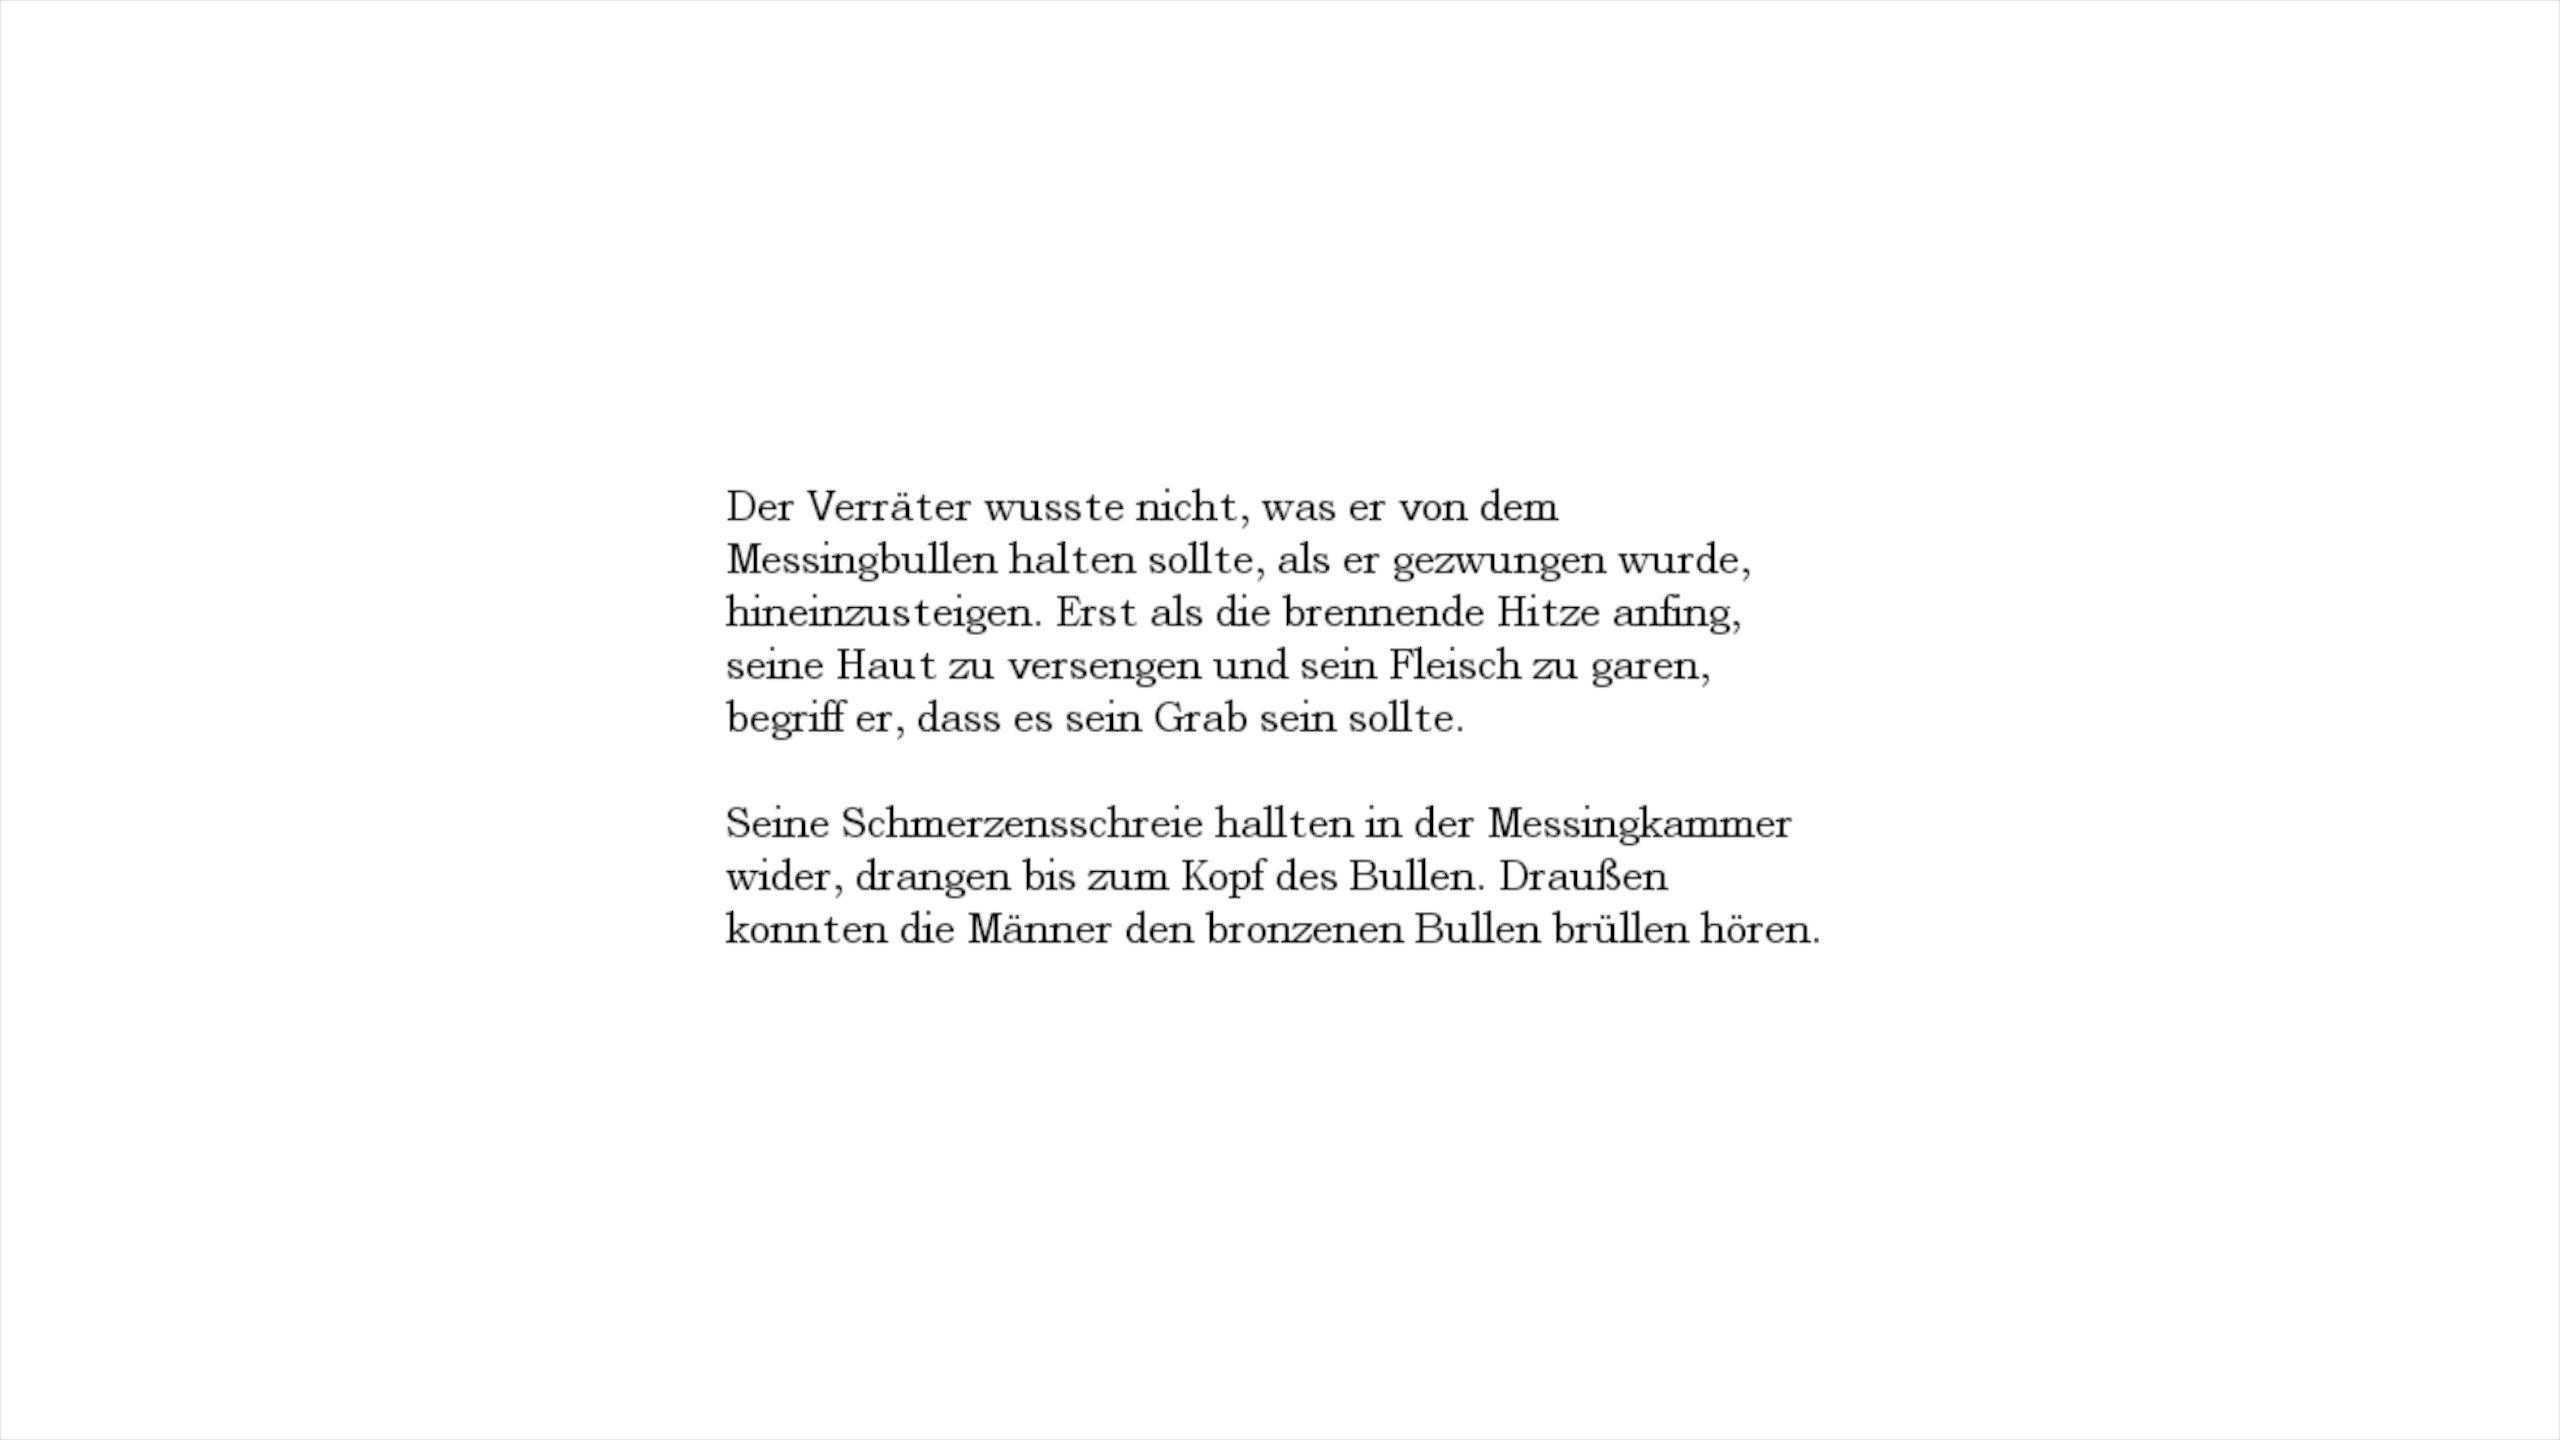 Der Verräter wusste nicht, was er von dem
Messingbullen halten sollte, als er gezwungen wurde,
hineinzusteigen. Erst als die brennende Hitze anfing,
seine Haut zu versengen und sein Fleisch zu garen,
begriff er, dass es sein Grab sein sollte.

Seine Schmerzensschreie hallten in der Messingkammer
wider, drangen bis zum Kopf des Bullen. Draußen
konnten die Männer den bronzenen Bullen brüllen hören.